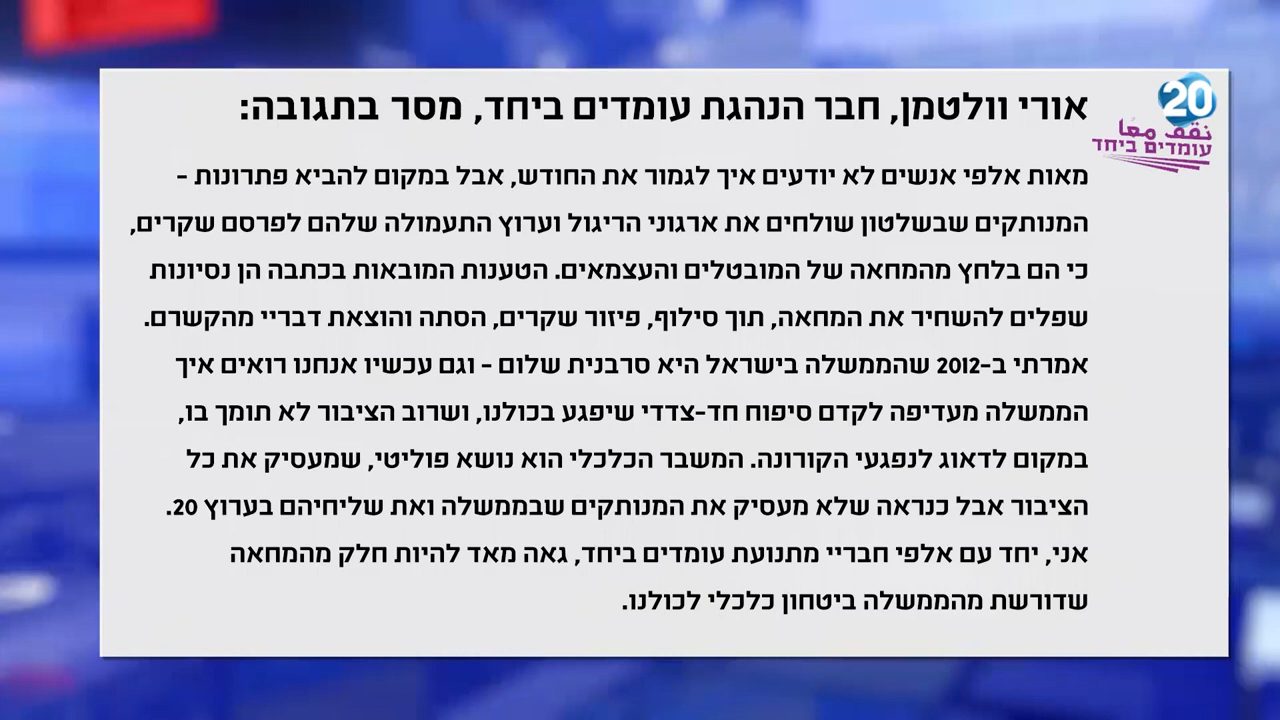 20
نقف معًا
עומדים ביחד
אורי וולטמן, חבר הנהגת עומדים ביחד, מסר בתגובה:
מאות אלפי אנשים לא יודעים איך לגמור את החודש, אבל במקום להביא פתרונות -
המנותקים שבשלטון שולחים את ארגוני הריגול וערוץ התעמולה שלהם לפרסם שקרים,
כי הם בלחץ מהמחאה של המובטלים והעצמאים. הטענות המובאות בכתבה הן נסיונות
שפלים להשחיר את המחאה, תוך סילוף, פיזור שקרים, הסתה והוצאת דבריי מהקשרם.
אמרתי ב-2012 שהממשלה בישראל היא סרבנית שלום - וגם עכשיו אנחנו רואים איך
הממשלה מעדיפה לקדם סיפוח חד-צדדי שיפגע בכולנו, ושרוב הציבור לא תומך בו,
במקום לדאוג לנפגעי הקורונה. המשבר הכלכלי הוא נושא פוליטי, שמעסיק את כל
הציבור אבל כנראה שלא מעסיק את המנותקים שבממשלה ואת שליחיהם בערוץ 20.
אני, יחד עם אלפי חבריי מתנועת עומדים ביחד, גאה מאד להיות חלק מהמחאה
שדורשת מהממשלה ביטחון כלכלי לכולנו.